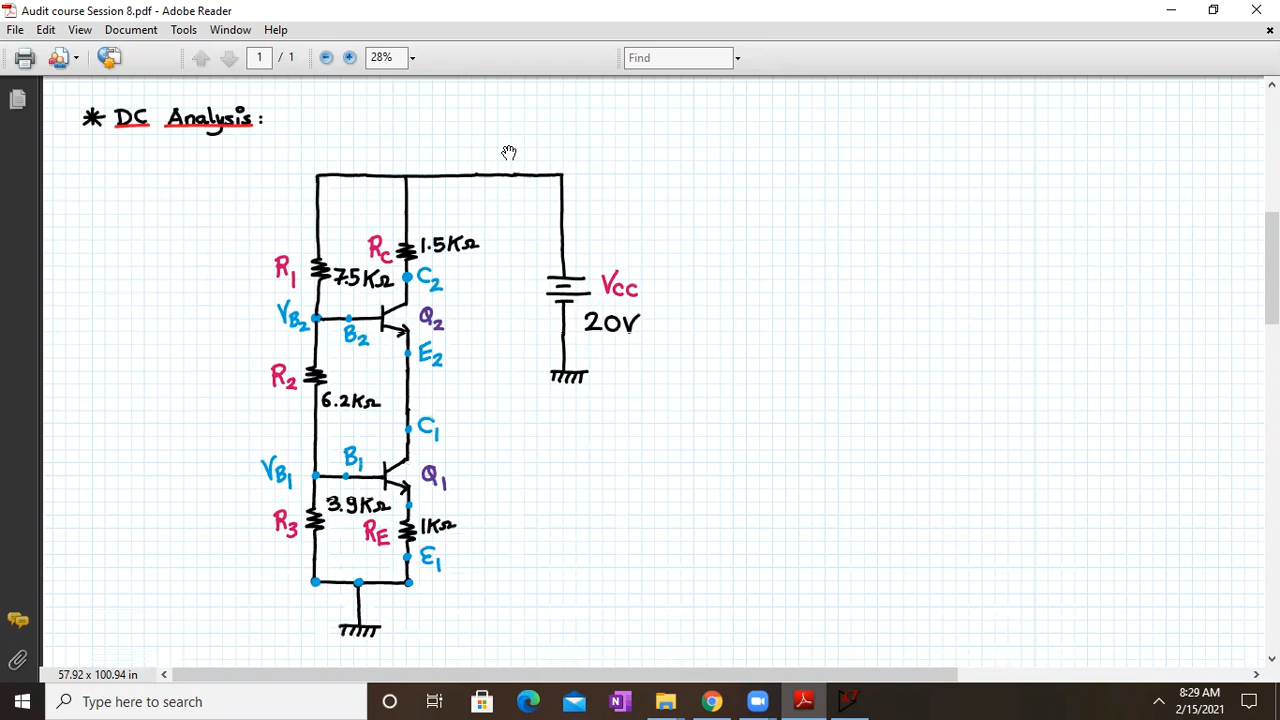 Audit course Session 8.pdf - Adobe Reader
File Edit View Document Tools Window Help
1 / 1 28% Find
* DC Analysis:
RC 1.5KΩ
R1 7.5KΩ C2
VCC
20V
VB2 B2 Q2
E2
R2
6.2KΩ
C1
VB1 B1 Q1
3.9KΩ
R3 RE 1KΩ
E1
57.92 x 100.94 in
Type here to search
8:29 AM
2/15/2021